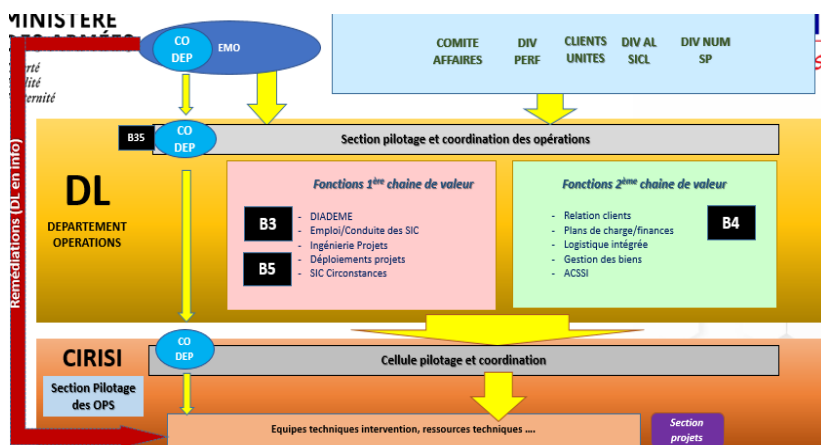 MINISTÈRE
DES ARMÉES
CO
DEP
EMO
COMITE
AFFAIRES
DIV
PERF
CLIENTS
UNITES
DIV AL
SICL
DIV NUM
SP
Remédiations (DL en info)
B35
CO
DEP
Section pilotage et coordination des opérations
DL
DEPARTEMENT
OPERATIONS
Fonctions 1ère chaine de valeur
B3
B5
- DIADEME
- Emploi/Conduite des SIC
- Ingénierie Projets
- Déploiements projets
- SIC Circonstances
Fonctions 2ème chaine de valeur
- Relation clients
- Plans de charge/finances
- Logistique intégrée
- Gestion des biens
- ACSSI
B4
CIRISI
CO
DEP
Cellule pilotage et coordination
Section Pilotage
des OPS
Equipes techniques intervention, ressources techniques ....
Section
projets